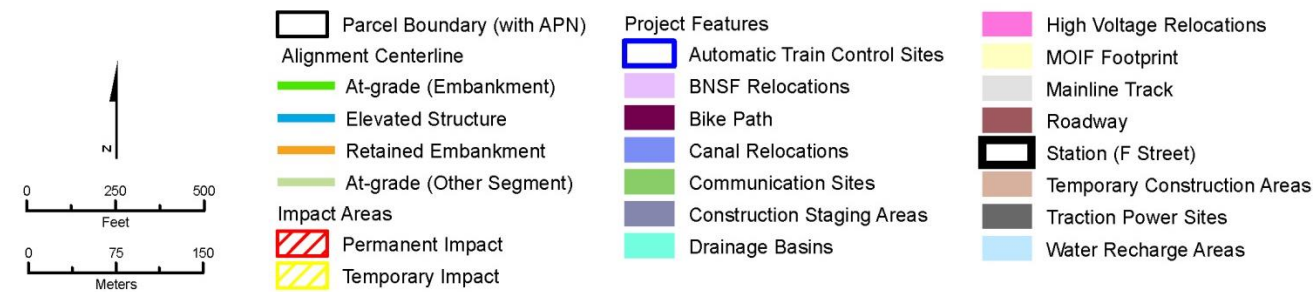 N
0 250 500
Feet
0 75 150
Meters
Parcel Boundary (with APN)
Alignment Centerline
At-grade (Embankment)
Elevated Structure
Retained Embankment
At-grade (Other Segment)
Impact Areas
Permanent Impact
Temporary Impact
Project Features
Automatic Train Control Sites
BNSF Relocations
Bike Path
Canal Relocations
Communication Sites
Construction Staging Areas
Drainage Basins
High Voltage Relocations
MOIF Footprint
Mainline Track
Roadway
Station (F Street)
Temporary Construction Areas
Traction Power Sites
Water Recharge Areas